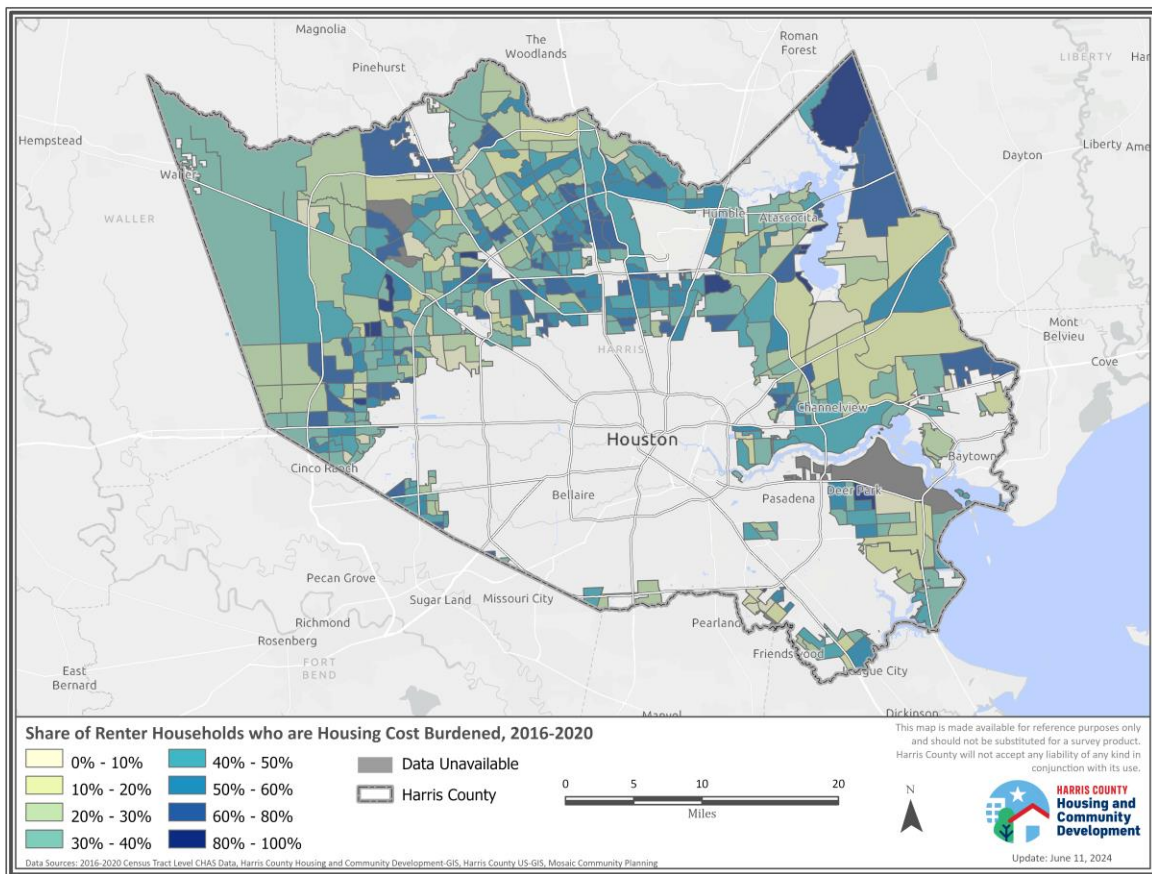 Magnolia
The
Woodlands
Roman
Forest
LIBERTY
Pinehurst
Hempstead
Dayton
Liberty
Waller
WALLER
Humble
Atascocita
Mont
Belvieu
HARRIS
Cove
Channelview
Houston
Cinco Ranch
Baytown
Bellaire
Pasadena
Deer Park
Pecan Grove
Sugar Land
Missouri City
Richmond
Pearland
Rosenberg
Friendswood
East
Bernard
FORT
BEND
League City
Manvel
Dickinson
Share of Renter Households who are Housing Cost Burdened, 2016-2020
0% - 10%
10% - 20%
20% - 30%
30% - 40%
40% - 50%
50% - 60%
60% - 80%
80% - 100%
Data Unavailable
Harris County
0 5 10 20
Miles
N
This map is made available for reference purposes only
and should not be substituted for a survey product.
Harris County will not accept any liability of any kind in
conjunction with its use.
HARRIS COUNTY
Housing and
Community
Development
Update: June 11, 2024
Data Sources: 2016-2020 Census Tract Level CHAS Data, Harris County Housing and Community Development-GIS, Harris County US-GIS, Mosaic Community Planning